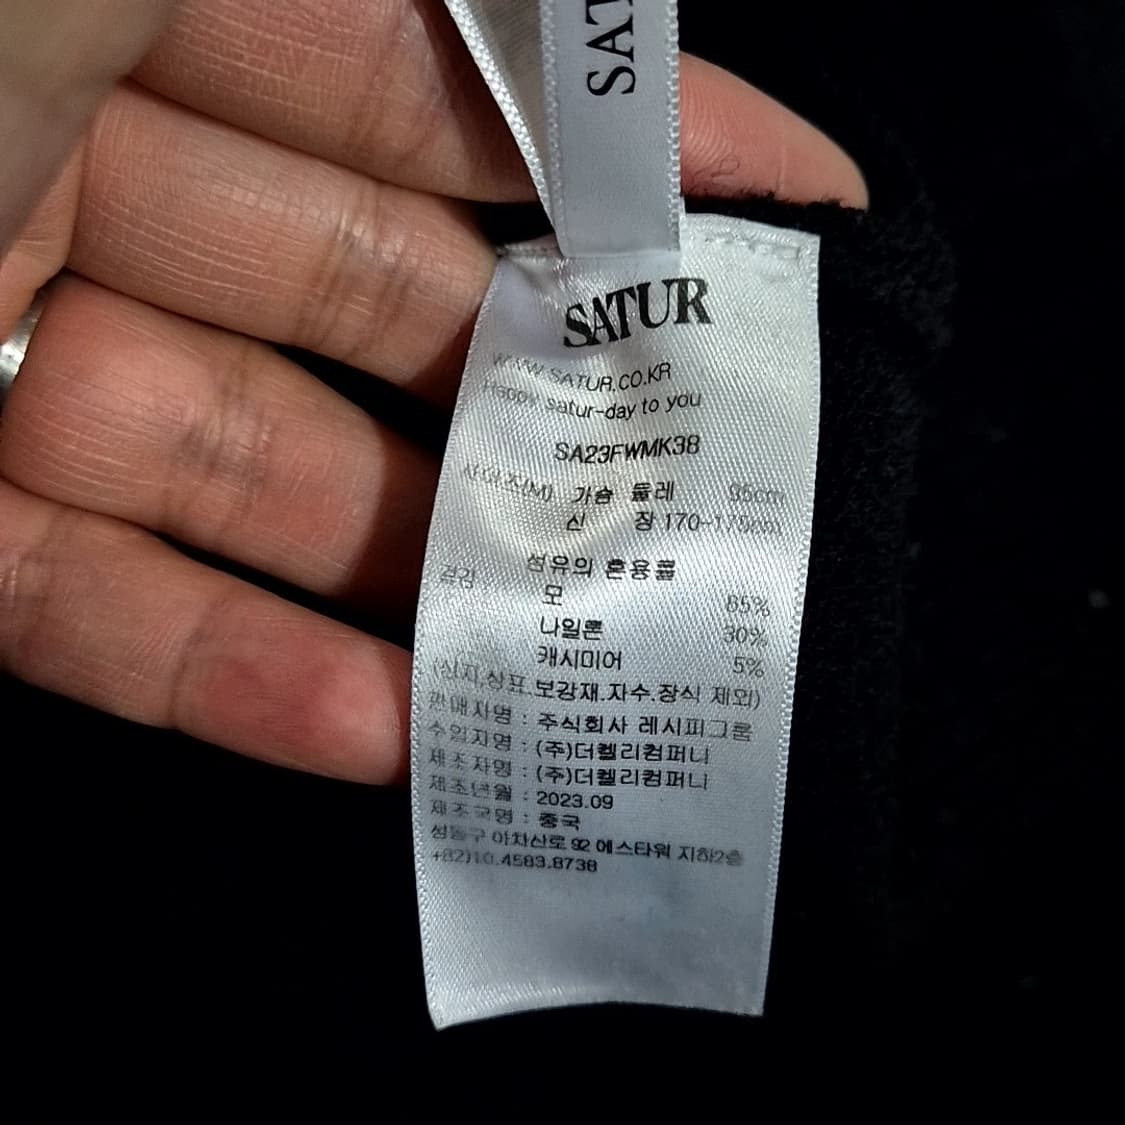 SAT
SATUR
WWW.SATUR.CO.KR
Happy satur-day to you
SA23FWMK38
사이즈(M) 가슴 둘레 95cm
신 장 170-175cm
섬유의 혼용률
겉감 모 65%
나일론 30%
캐시미어 5%
(심지.상표.보강재.자수.장식 제외)
판매자명 : 주식회사 레시피그룹
수입자명 : (주)더켈리컴퍼니
제조자명 : (주)더켈리컴퍼니
제조년월 : 2023.09
제조국명 : 중국
성동구 아차산로 92 에스타워 지하2층
+82)10.4583.8738